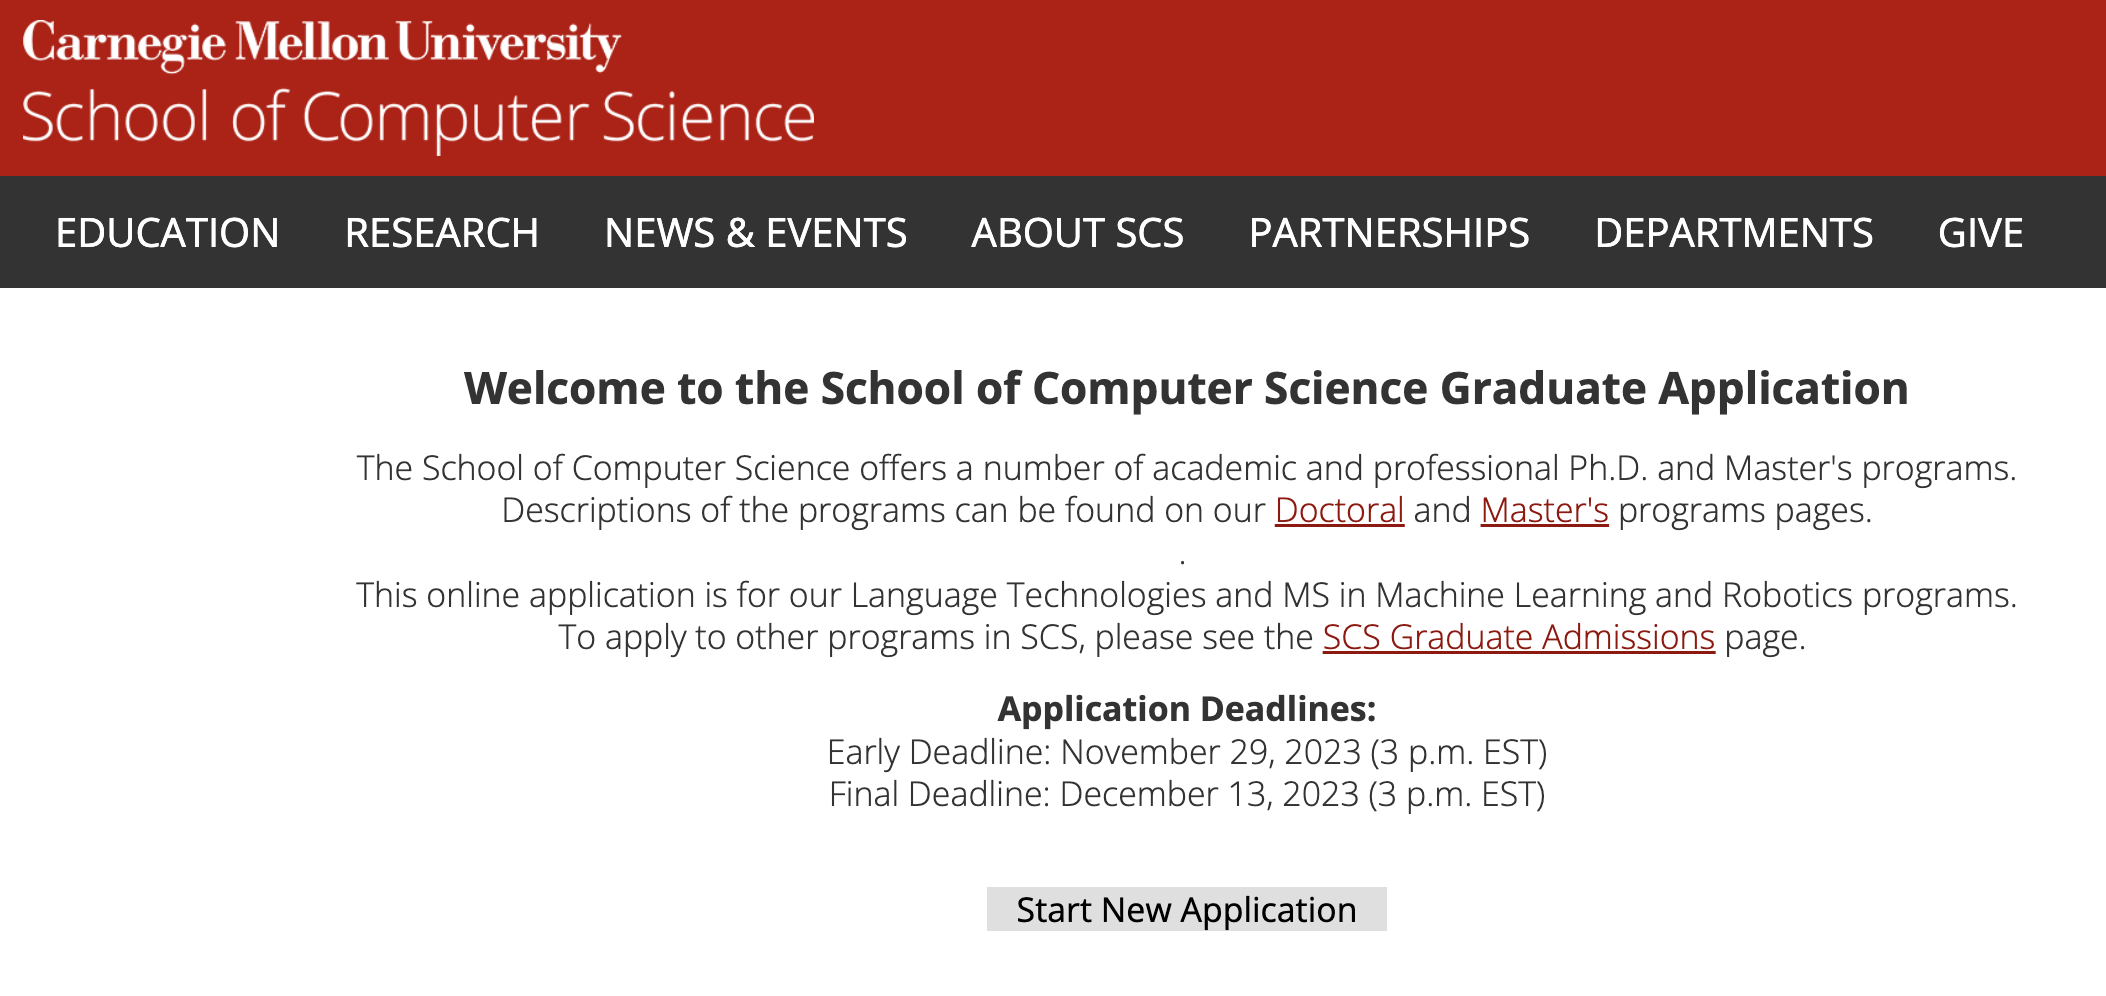 Carnegie Mellon University
School of Computer Science
EDUCATION RESEARCH NEWS & EVENTS ABOUT SCS PARTNERSHIPS DEPARTMENTS GIVE
Welcome to the School of Computer Science Graduate Application
The School of Computer Science offers a number of academic and professional Ph.D. and Master's programs.
Descriptions of the programs can be found on our Doctoral and Master's programs pages.
.
This online application is for our Language Technologies and MS in Machine Learning and Robotics programs.
To apply to other programs in SCS, please see the SCS Graduate Admissions page.
Application Deadlines:
Early Deadline: November 29, 2023 (3 p.m. EST)
Final Deadline: December 13, 2023 (3 p.m. EST)
Start New Application